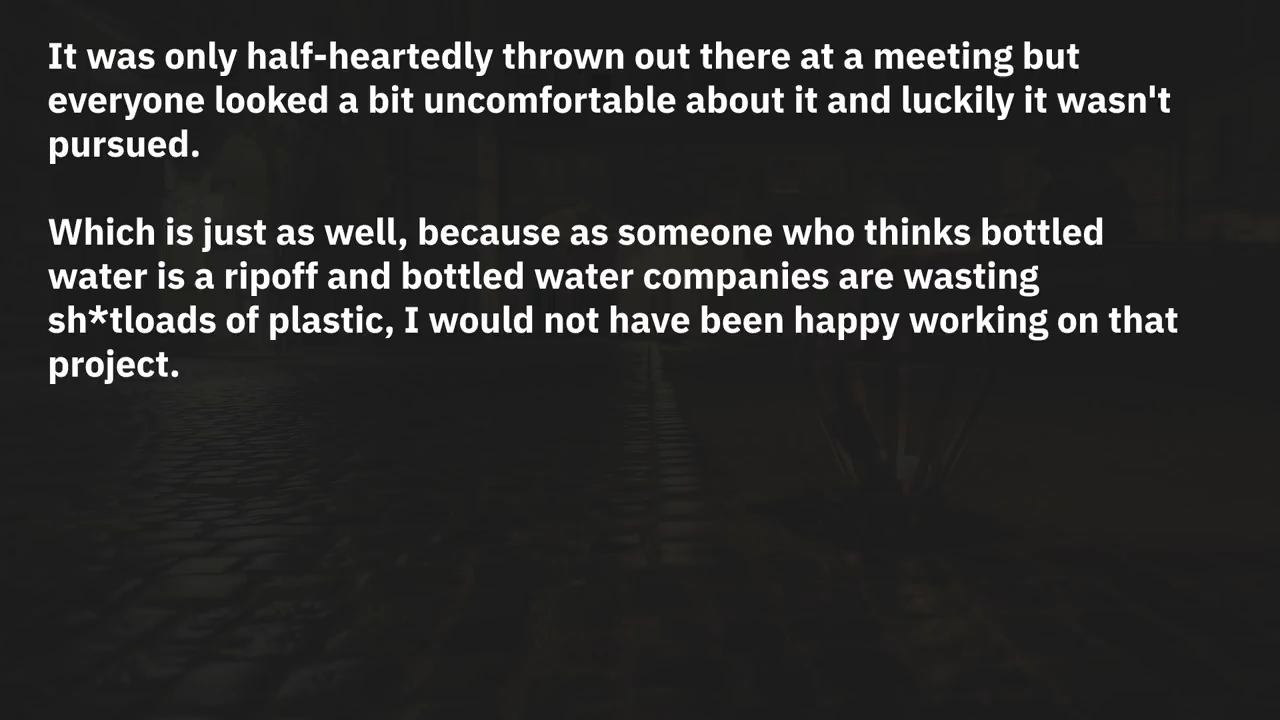 It was only half-heartedly thrown out there at a meeting but
everyone looked a bit uncomfortable about it and luckily it wasn't
pursued.
Which is just as well, because as someone who thinks bottled
water is a ripoff and bottled water companies are wasting
sh*tloads of plastic, I would not have been happy working on that
project.